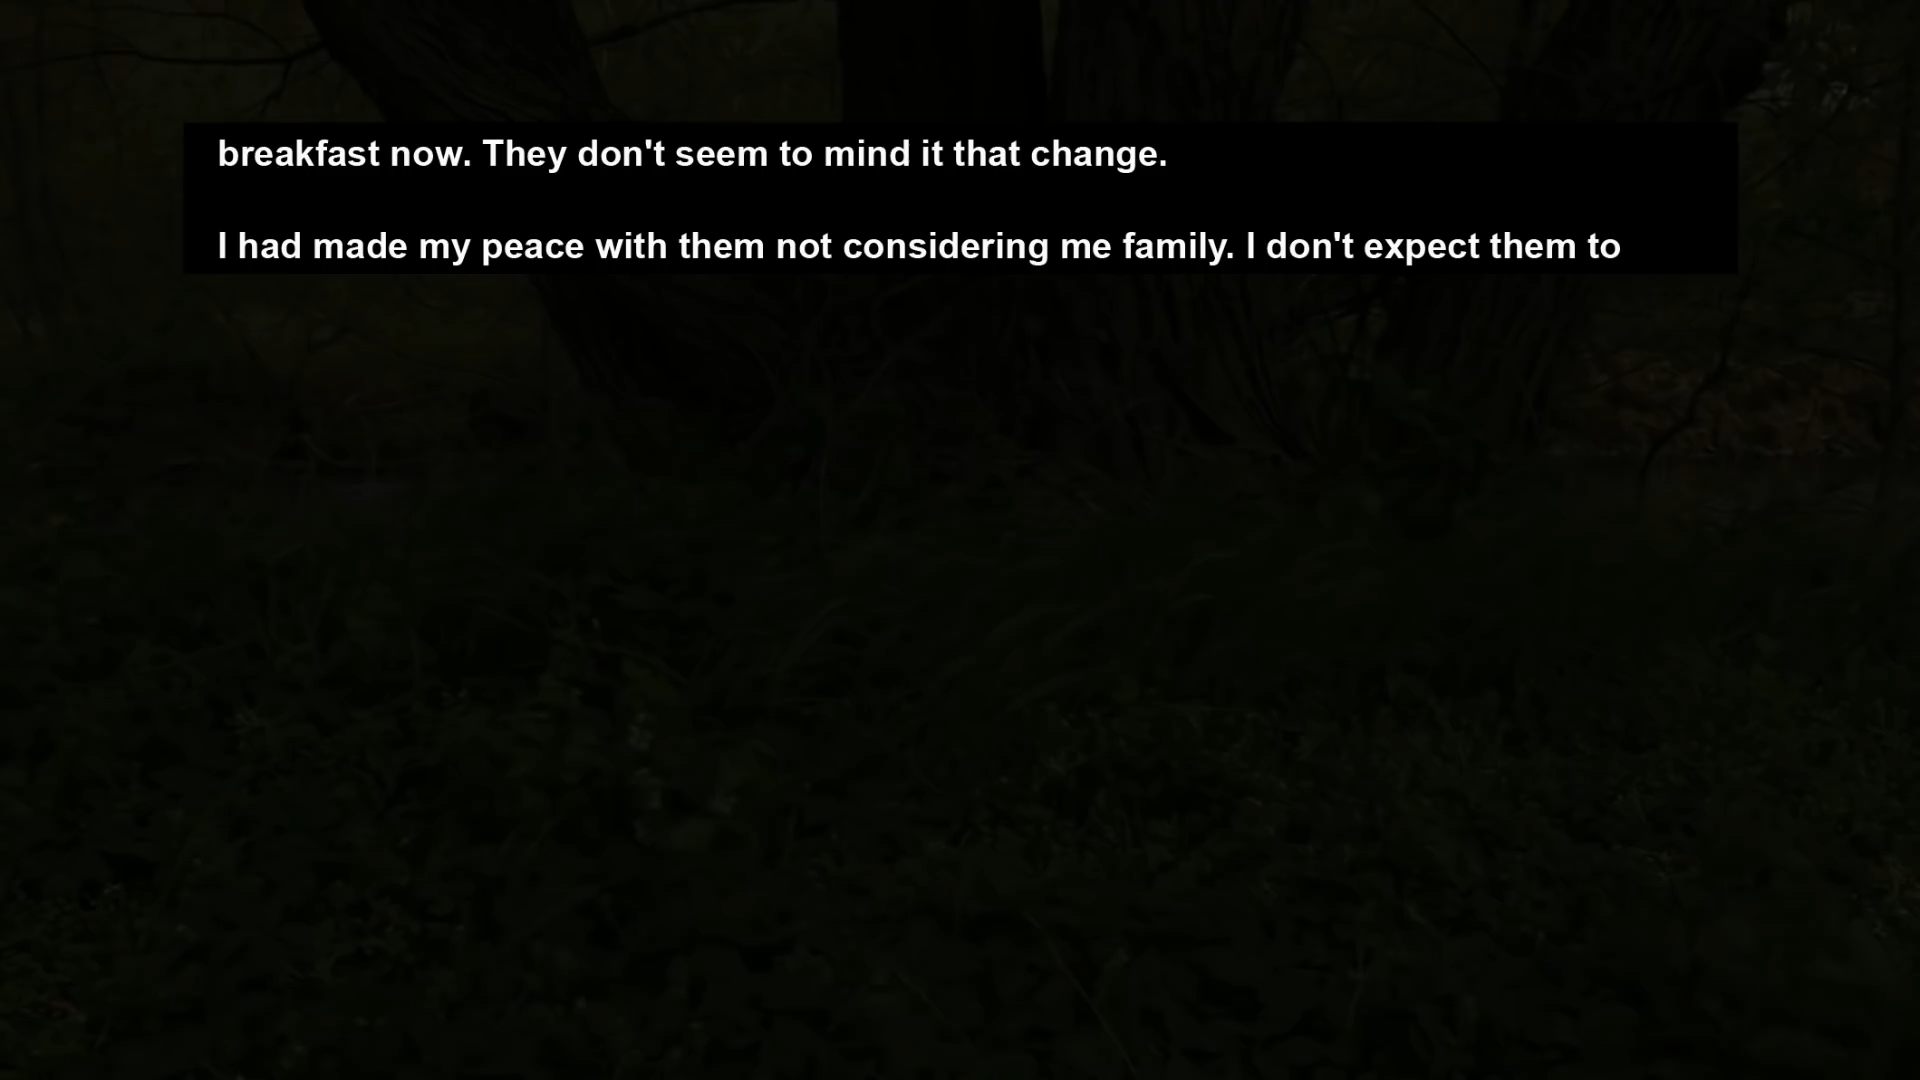 breakfast now. They don't seem to mind it that change.
I had made my peace with them not considering me family. I don't expect them to